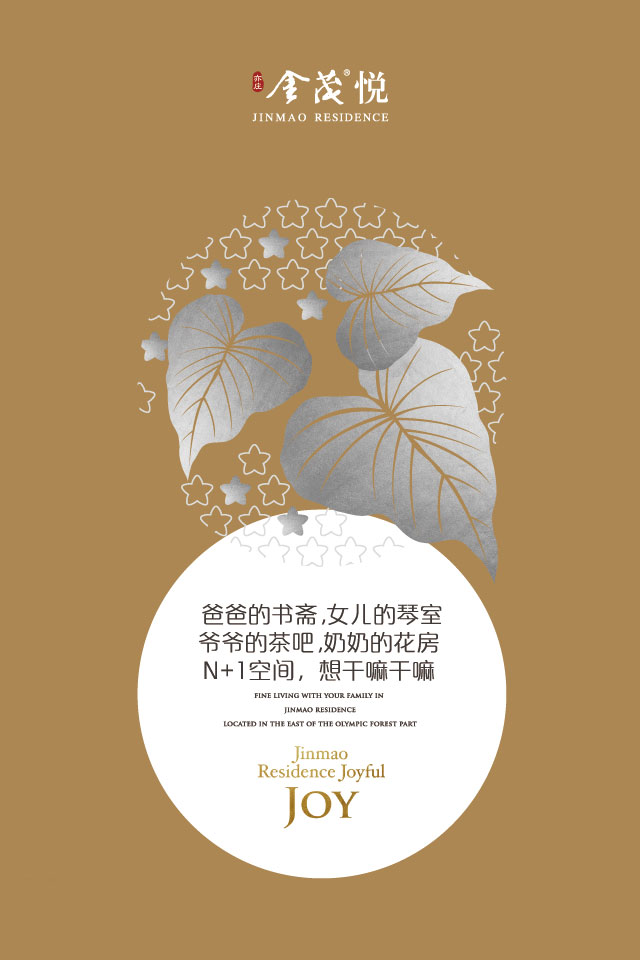 亦庄
金茂®悦
JINMAO RESIDENCE
爸爸的书斋,女儿的琴室
爷爷的茶吧,奶奶的花房
N+1空间，想干嘛干嘛
FINE LIVING WITH YOUR FAMILY IN
JINMAO RESIDENCE
LOCATED IN THE EAST OF THE OLYMPIC FOREST PART
Jinmao
Residence Joyful
JOY